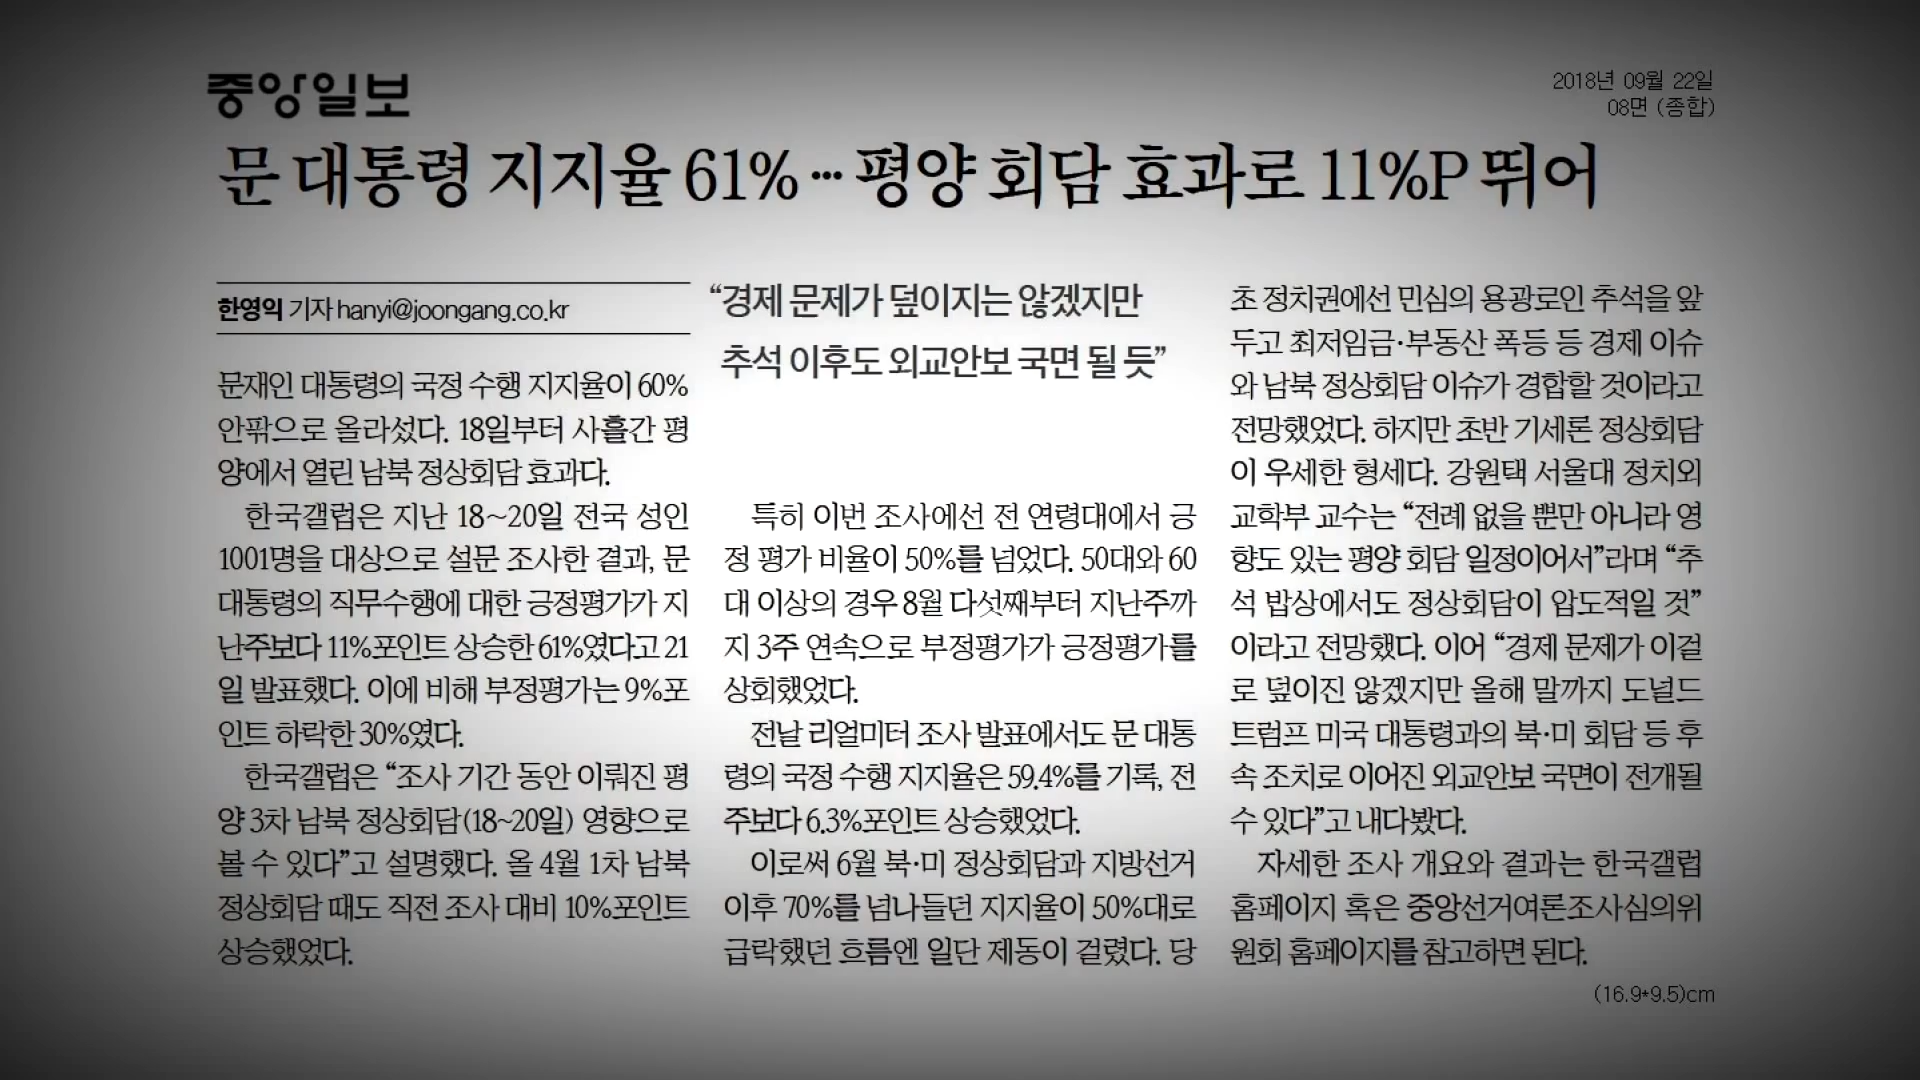 중앙일보
2018년 09월 22일
08면 (종합)
문 대통령 지지율 61% … 평양 회담 효과로 11%P 뛰어
한영익 기자 hanyi@joongang.co.kr
문재인 대통령의 국정 수행 지지율이 60%
안팎으로 올라섰다. 18일부터 사흘간 평
양에서 열린 남북 정상회담 효과다.
한국갤럽은 지난 18~20일 전국 성인
1001명을 대상으로 설문 조사한 결과, 문
대통령의 직무수행에 대한 긍정평가가 지
난주보다 11%포인트 상승한 61%였다고 21
일 발표했다. 이에 비해 부정평가는 9%포
인트 하락한 30%였다.
한국갤럽은 “조사 기간 동안 이뤄진 평
양 3차 남북 정상회담(18~20일) 영향으로
볼 수 있다”고 설명했다. 올 4월 1차 남북
정상회담 때도 직전 조사 대비 10%포인트
상승했었다.
“경제 문제가 덮이지는 않겠지만
추석 이후도 외교안보 국면 될 듯”
특히 이번 조사에선 전 연령대에서 긍
정 평가 비율이 50%를 넘었다. 50대와 60
대 이상의 경우 8월 다섯째부터 지난주까
지 3주 연속으로 부정평가가 긍정평가를
상회했었다.
전날 리얼미터 조사 발표에서도 문 대통
령의 국정 수행 지지율은 59.4%를 기록, 전
주보다 6.3%포인트 상승했었다.
이로써 6월 북·미 정상회담과 지방선거
이후 70%를 넘나들던 지지율이 50%대로
급락했던 흐름엔 일단 제동이 걸렸다. 당
초 정치권에선 민심의 용광로인 추석을 앞
두고 최저임금·부동산 폭등 등 경제 이슈
와 남북 정상회담 이슈가 경합할 것이라고
전망했었다. 하지만 초반 기세론 정상회담
이 우세한 형세다. 강원택 서울대 정치외
교학부 교수는 “전례 없을 뿐만 아니라 영
향도 있는 평양 회담 일정이어서”라며 “추
석 밥상에서도 정상회담이 압도적일 것”
이라고 전망했다. 이어 “경제 문제가 이걸
로 덮이진 않겠지만 올해 말까지 도널드
트럼프 미국 대통령과의 북·미 회담 등 후
속 조치로 이어진 외교안보 국면이 전개될
수 있다”고 내다봤다.
자세한 조사 개요와 결과는 한국갤럽
홈페이지 혹은 중앙선거여론조사심의위
원회 홈페이지를 참고하면 된다.
(16.9*9.5)cm